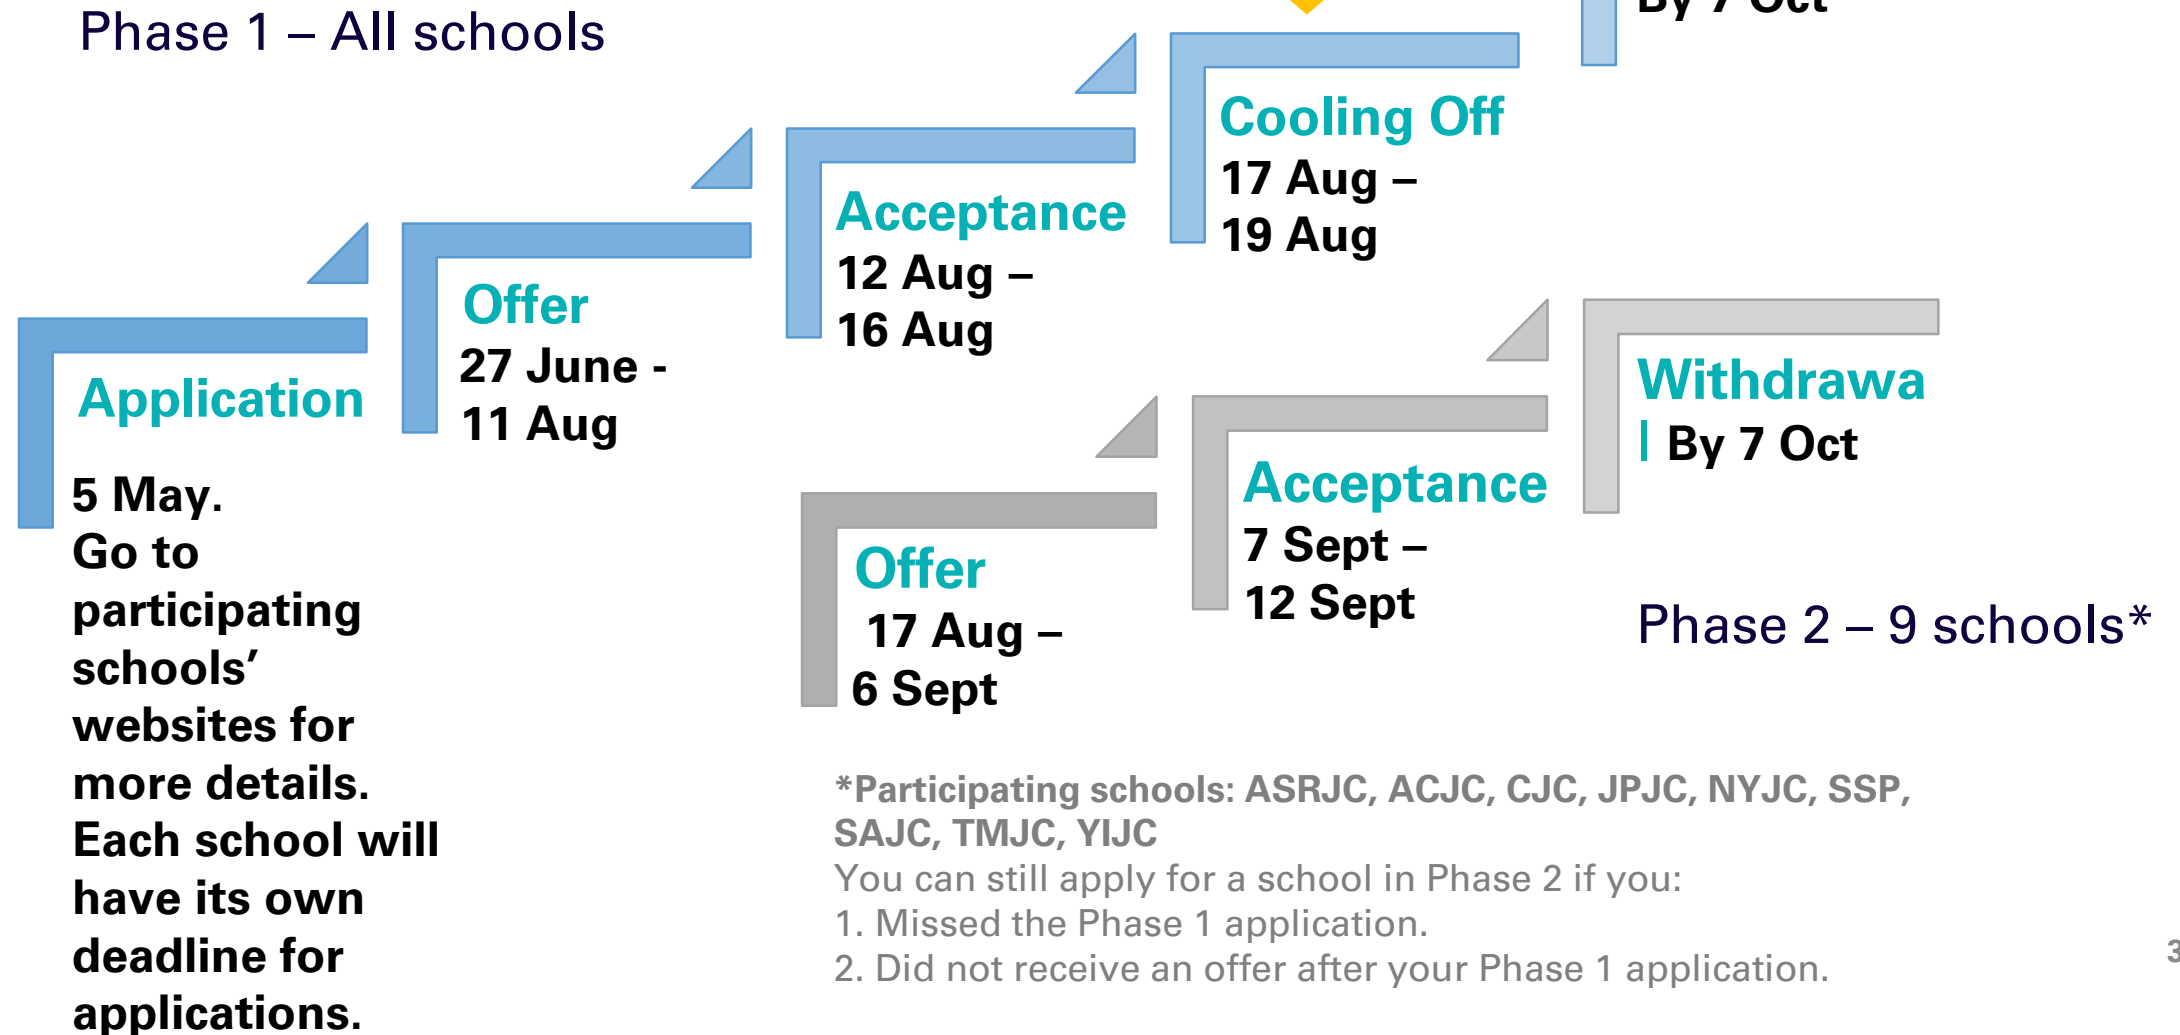 Phase 1 – All schools
By 7 Oct
Cooling Off
17 Aug –
19 Aug
Acceptance
12 Aug –
16 Aug
Offer
27 June -
11 Aug
Application
5 May.
Go to
participating
schools’
websites for
more details.
Each school will
have its own
deadline for
applications.
Withdrawa
l By 7 Oct
Acceptance
7 Sept –
12 Sept
Offer
17 Aug –
6 Sept
Phase 2 – 9 schools*
*Participating schools: ASRJC, ACJC, CJC, JPJC, NYJC, SSP,
SAJC, TMJC, YIJC
You can still apply for a school in Phase 2 if you:
1. Missed the Phase 1 application.
2. Did not receive an offer after your Phase 1 application.